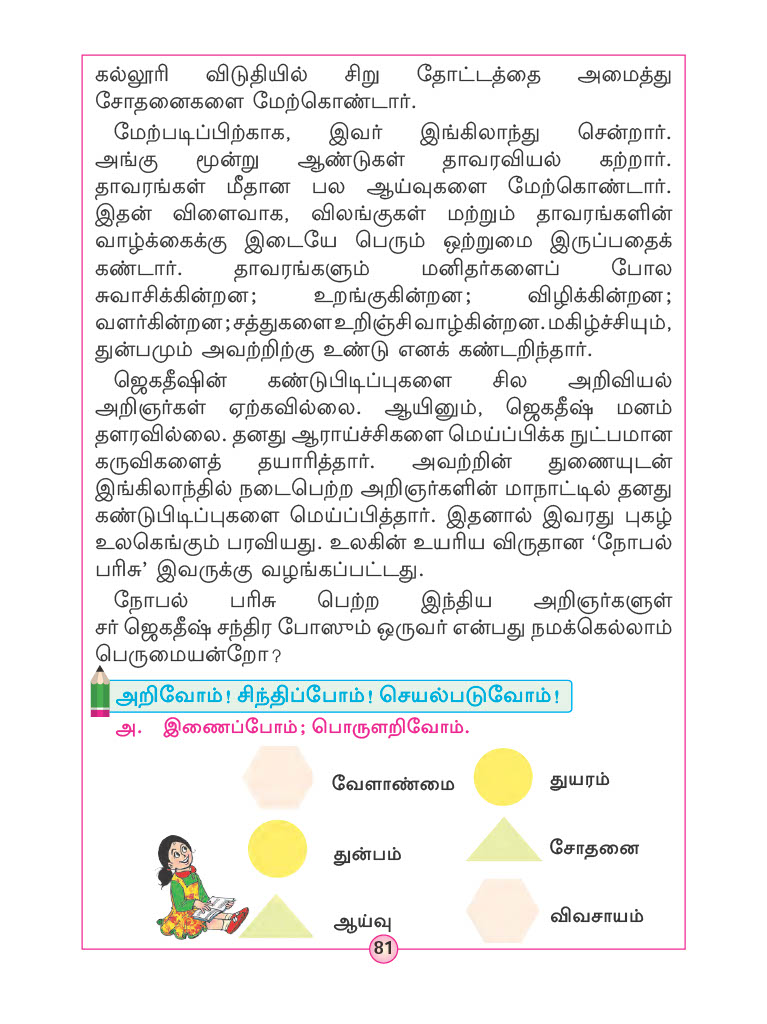 கல்லூரி விடுதியில் சிறு தோட்டத்தை அமைத்து
சோதனைகளை மேற்கொண்டார்.
மேற்படிப்பிற்காக, இவர் இங்கிலாந்து சென்றார்.
அங்கு மூன்று ஆண்டுகள் தாவரவியல் கற்றார்.
தாவரங்கள் மீதான பல ஆய்வுகளை மேற்கொண்டார்.
இதன் விளைவாக, விலங்குகள் மற்றும் தாவரங்களின்
வாழ்க்கைக்கு இடையே பெரும் ஒற்றுமை இருப்பதைக்
கண்டார். தாவரங்களும் மனிதர்களைப் போல
சுவாசிக்கின்றன; உறங்குகின்றன; விழிக்கின்றன;
வளர்கின்றன; சத்துகளை உறிஞ்சி வாழ்கின்றன. மகிழ்ச்சியும்,
துன்பமும் அவற்றிற்கு உண்டு எனக் கண்டறிந்தார்.
ஜெகதீஷின் கண்டுபிடிப்புகளை சில அறிவியல்
அறிஞர்கள் ஏற்கவில்லை. ஆயினும், ஜெகதீஷ் மனம்
தளரவில்லை. தனது ஆராய்ச்சிகளை மெய்ப்பிக்க நுட்பமான
கருவிகளைத் தயாரித்தார். அவற்றின் துணையுடன்
இங்கிலாந்தில் நடைபெற்ற அறிஞர்களின் மாநாட்டில் தனது
கண்டுபிடிப்புகளை மெய்ப்பித்தார். இதனால் இவரது புகழ்
உலகெங்கும் பரவியது. உலகின் உயரிய விருதான ‘நோபல்
பரிசு’ இவருக்கு வழங்கப்பட்டது.
நோபல் பரிசு பெற்ற இந்திய அறிஞர்களுள்
சர் ஜெகதீஷ் சந்திர போஸும் ஒருவர் என்பது நமக்கெல்லாம்
பெருமையன்றோ?
அறிவோம்! சிந்திப்போம்! செயல்படுவோம்!
அ. இணைப்போம்; பொருளறிவோம்.
வேளாண்மை துயரம்
துன்பம் சோதனை
ஆய்வு விவசாயம்
81